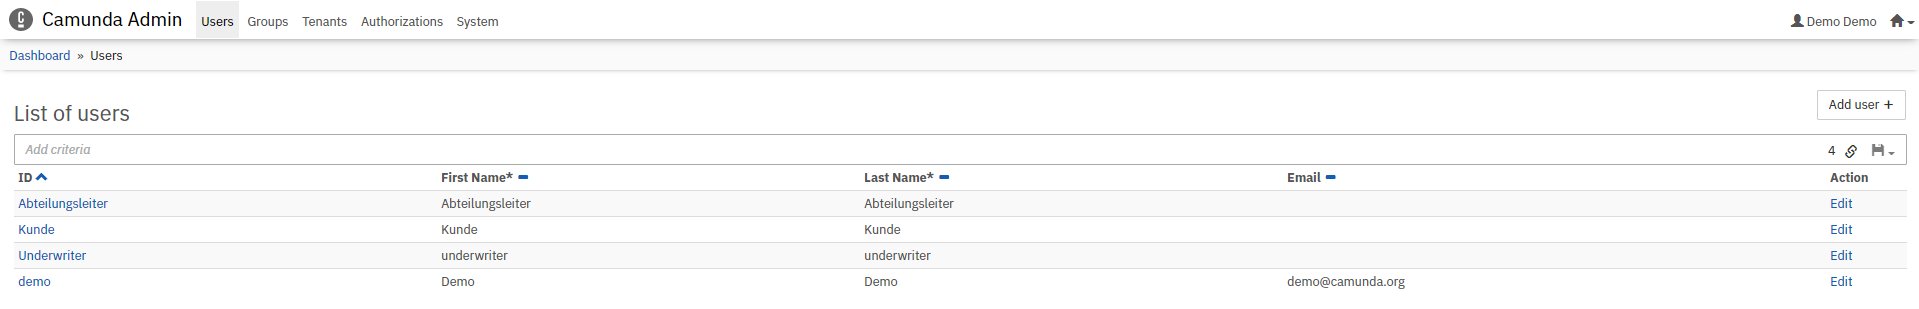 Camunda Admin Users Groups Tenants Authorizations System Demo Demo
Dashboard » Users
List of users
Add user +
Add criteria 4
ID First Name* Last Name* Email Action
Abteilungsleiter Abteilungsleiter Abteilungsleiter Edit
Kunde Kunde Kunde Edit
Underwriter underwriter underwriter Edit
demo Demo Demo demo@camunda.org Edit